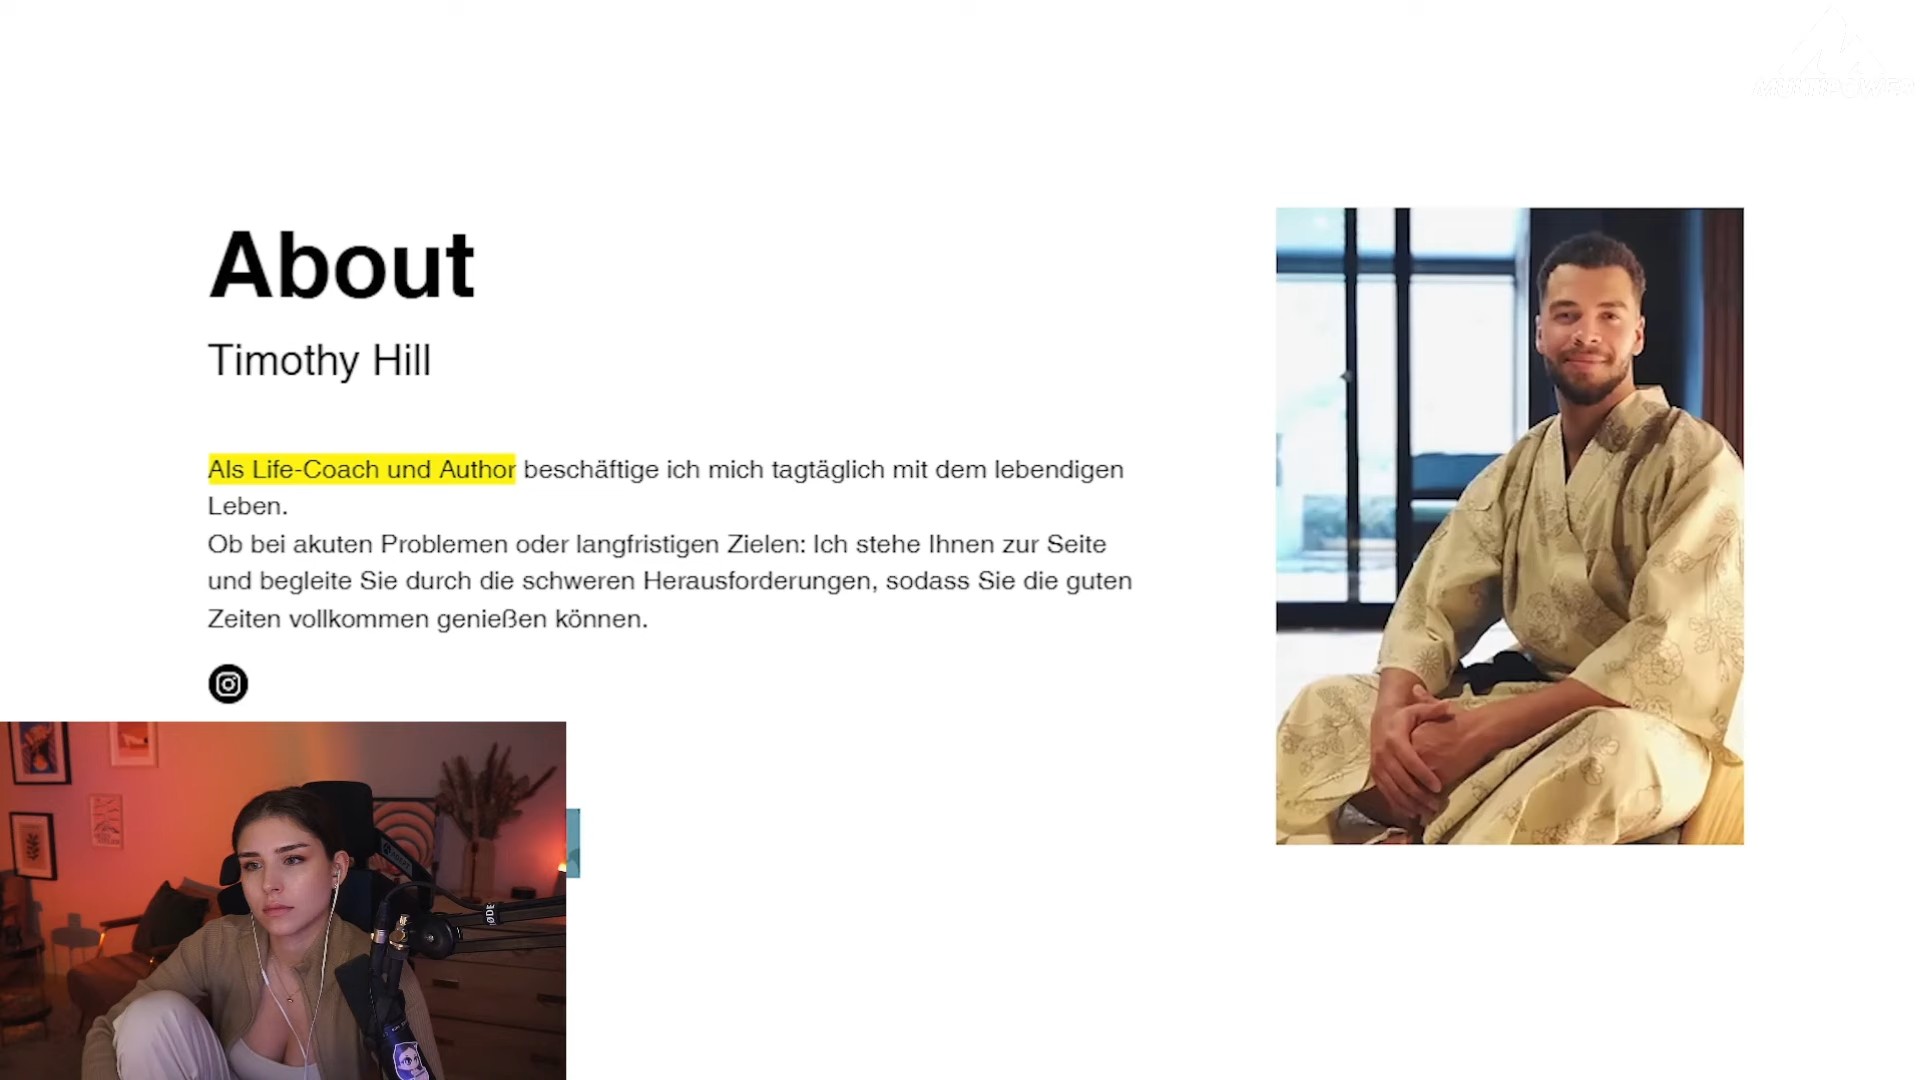 About
Timothy Hill
Als Life-Coach und Author beschäftige ich mich tagtäglich mit dem lebendigen
Leben.
Ob bei akuten Problemen oder langfristigen Zielen: Ich stehe Ihnen zur Seite
und begleite Sie durch die schweren Herausforderungen, sodass Sie die guten
Zeiten vollkommen genießen können.
RØDE